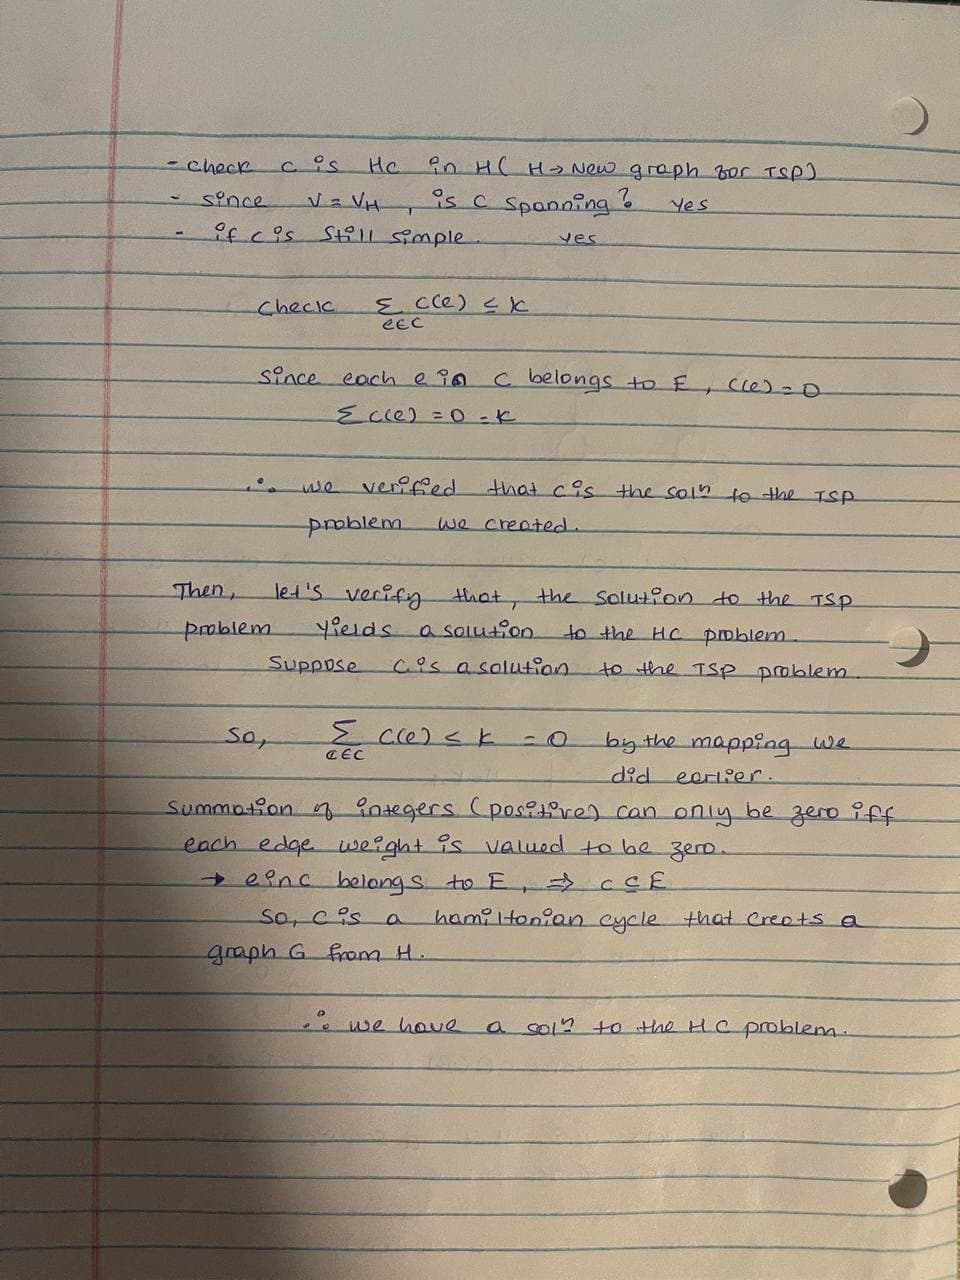 - check c is Hc in H( H→ New graph for TSP)
- since V = VH , is c spanning? yes
- if c is still simple. yes
check Σ c(e) ≤ k
e∈c
since each e in c belongs to E, c(e) = 0
Σ c(e) = 0 = k
∴ we verified that c is the solⁿ to the TSP
problem we created.
Then, let's verify that, the solution to the TSP
problem yields a solution to the HC problem.
Suppose c is a solution to the TSP problem.
So, Σ c(e) ≤ k = 0 by the mapping we
e∈c
did earlier.
summation of integers (positive) can only be zero iff
each edge weight is valued to be zero.
→ e in c belongs to E, ⇒ c ⊆ E
So, c is a hamiltonian cycle that creats a
graph G from H.
∴ we have a solⁿ to the HC problem.